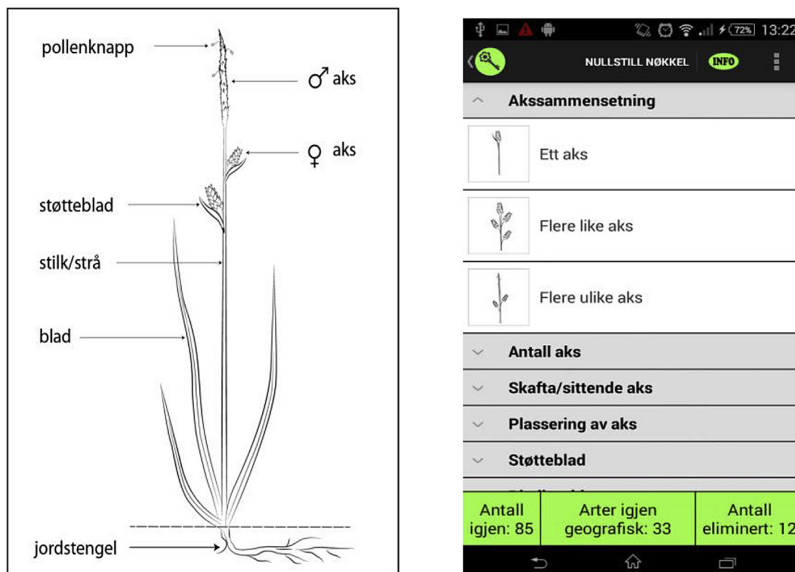 pollenknapp
♂ aks
♀ aks
støtteblad
stilk/strå
blad
jordstengel
72% 13:22
NULLSTILL NØKKEL INFO
Akssammensetning
Ett aks
Flere like aks
Flere ulike aks
Antall aks
Skafta/sittende aks
Plassering av aks
Støtteblad
Antall igjen: 85
Arter igjen geografisk: 33
Antall eliminert: 12